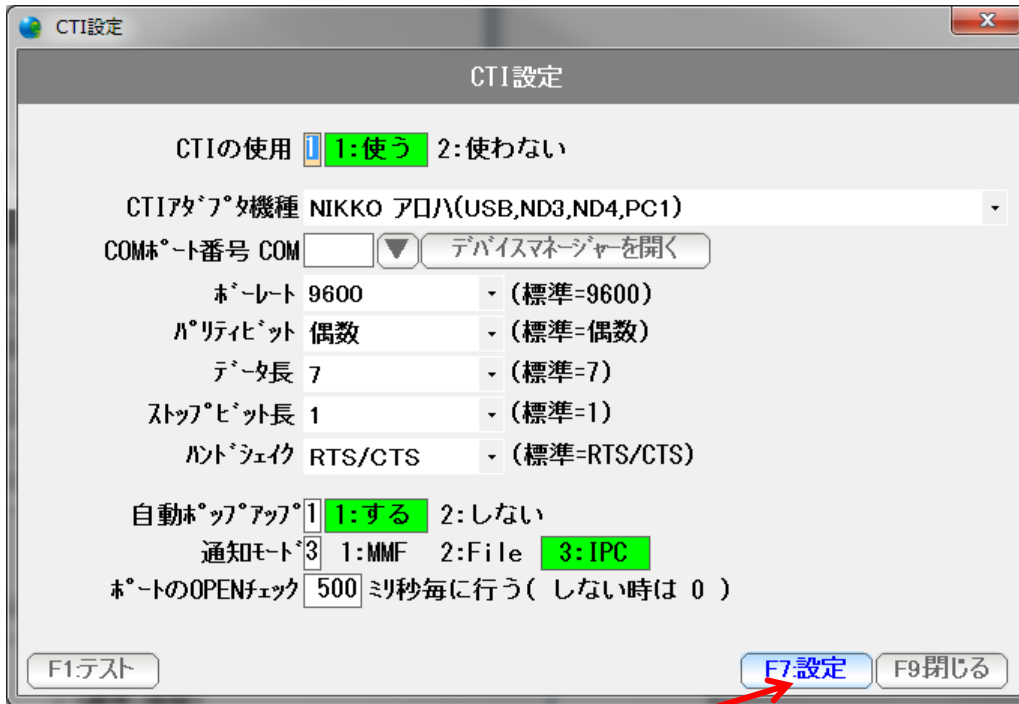 CTI設定
CTI設定
CTIの使用 1 1:使う 2:使わない
CTIｱﾀﾞﾌﾟﾀ機種 NIKKO アロハ(USB,ND3,ND4,PC1)
COMﾎﾟｰﾄ番号 COM ▼ デバイスマネージャーを開く
ﾎﾞｰﾚｰﾄ 9600 (標準=9600)
ﾊﾟﾘﾃｨﾋﾞｯﾄ 偶数 (標準=偶数)
ﾃﾞｰﾀ長 7 (標準=7)
ｽﾄｯﾌﾟﾋﾞｯﾄ長 1 (標準=1)
ﾊﾝﾄﾞｼｪｲｸ RTS/CTS (標準=RTS/CTS)
自動ﾎﾟｯﾌﾟｱｯﾌﾟ 1 1:する 2:しない
通知ﾓｰﾄﾞ 3 1:MMF 2:File 3:IPC
ﾎﾟｰﾄのOPENﾁｪｯｸ 500 ﾐﾘ秒毎に行う( しない時は 0 )
F1:テスト F7:設定 F9:閉じる